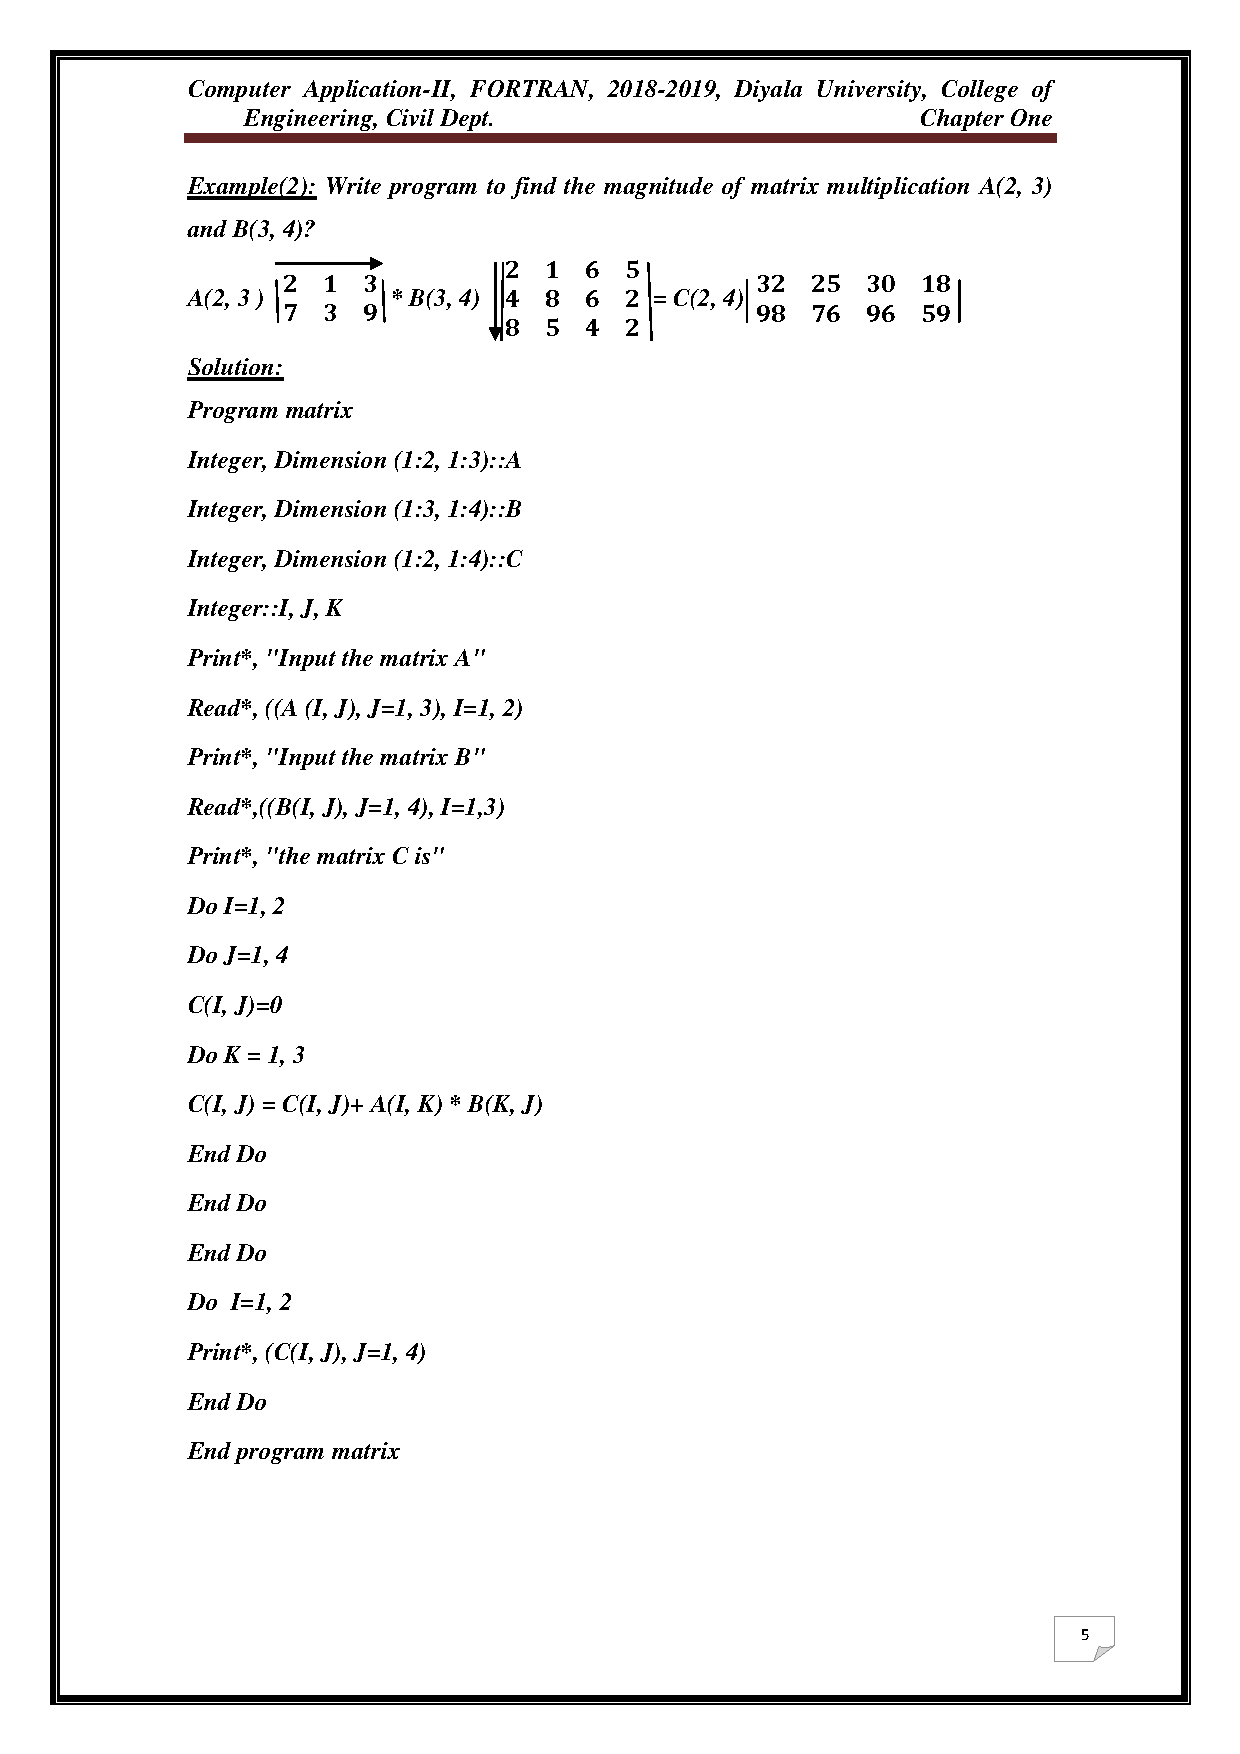 Computer Application-II, FORTRAN, 2018-2019, Diyala University, College of
Engineering, Civil Dept. Chapter One
Example(2): Write program to find the magnitude of matrix multiplication A(2, 3)
and B(3, 4)?
2 1 6 5
2 1 3 32 25 30 18
A(2, 3 ) * B(3, 4) 4 8 6 2 = C(2, 4)
7 3 9 98 76 96 59
8 5 4 2
Solution:
Program matrix
Integer, Dimension (1:2, 1:3)::A
Integer, Dimension (1:3, 1:4)::B
Integer, Dimension (1:2, 1:4)::C
Integer::I, J, K
Print*, "Input the matrix A"
Read*, ((A (I, J), J=1, 3), I=1, 2)
Print*, "Input the matrix B"
Read*,((B(I, J), J=1, 4), I=1,3)
Print*, "the matrix C is"
Do I=1, 2
Do J=1, 4
C(I, J)=0
Do K = 1, 3
C(I, J) = C(I, J)+ A(I, K) * B(K, J)
End Do
End Do
End Do
Do  I=1, 2
Print*, (C(I, J), J=1, 4)
End Do
End program matrix
5